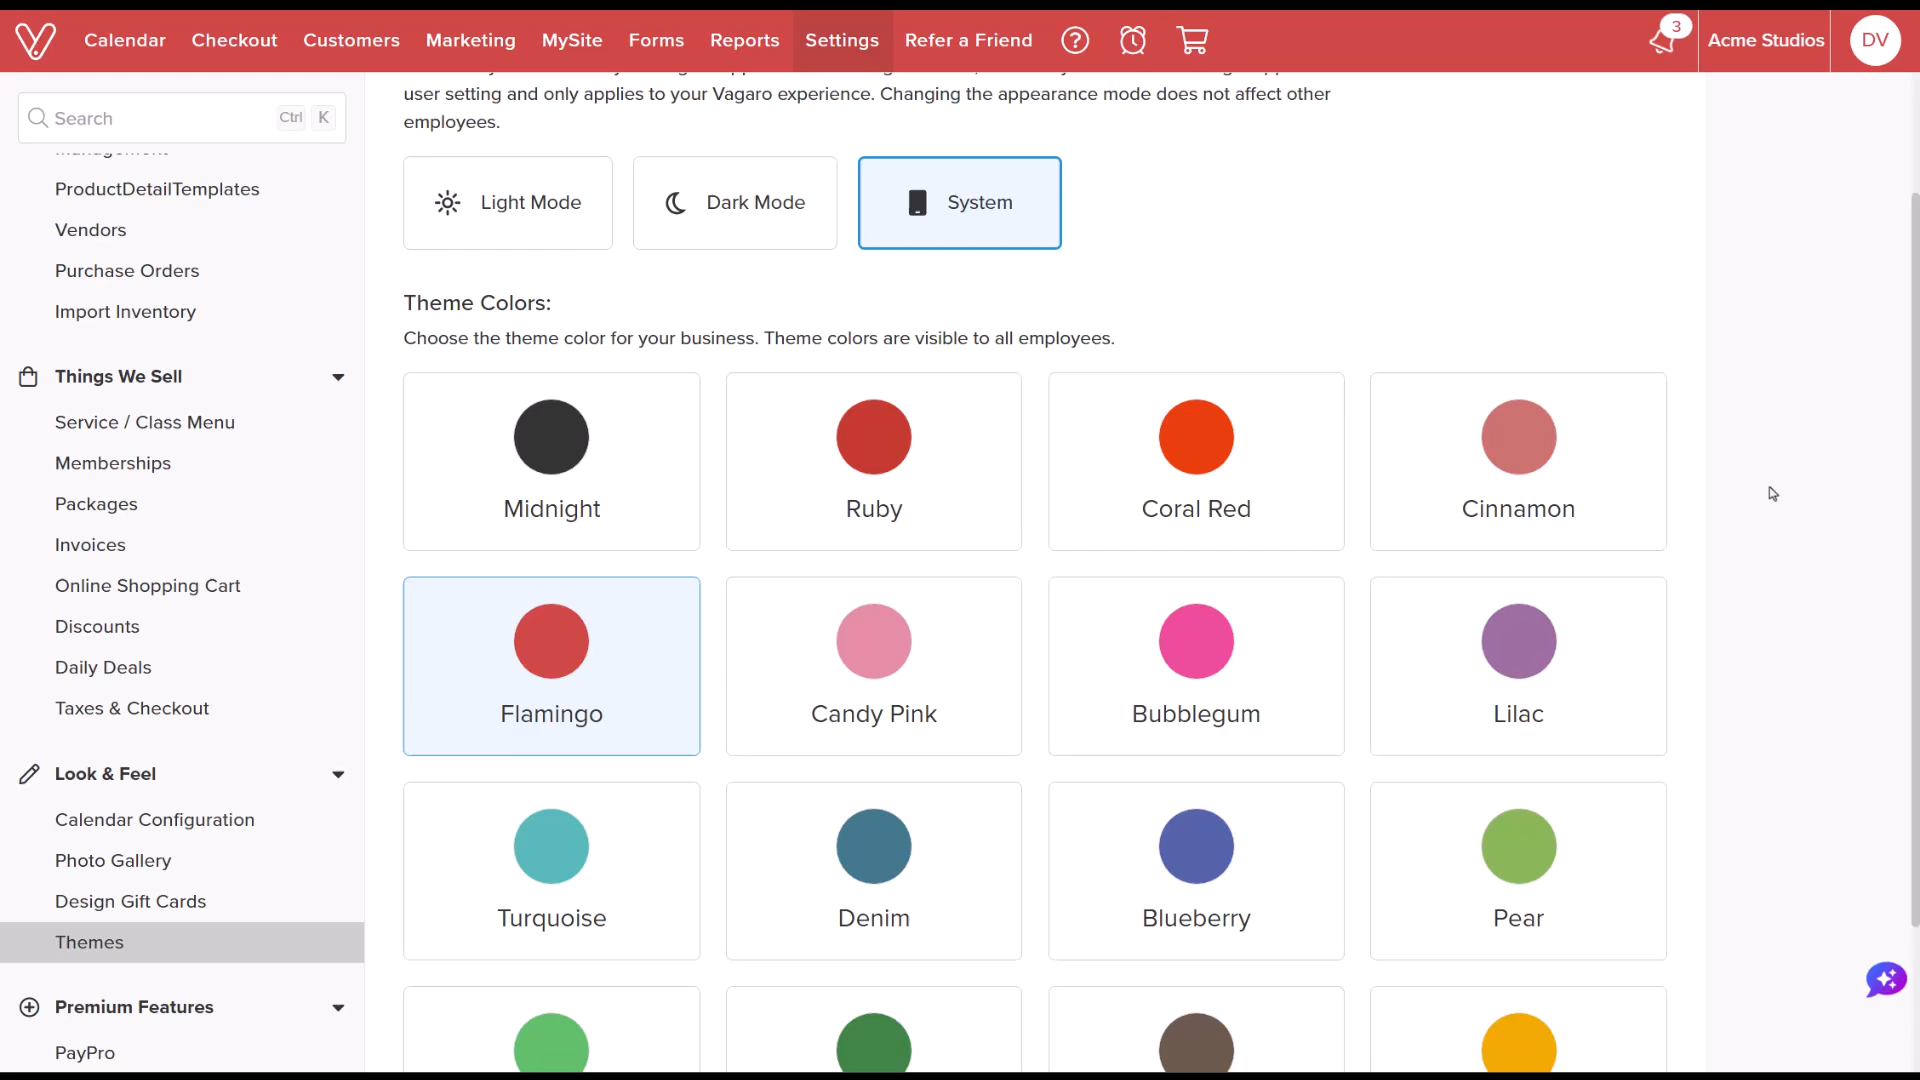 Calendar
Checkout
Customers
Marketing
MySite
Forms
Reports
Settings
Refer a Friend
3
Acme Studios
DV
Search
Ctrl
K
ProductDetailTemplates
Vendors
Purchase Orders
Import Inventory
Things We Sell
Service / Class Menu
Memberships
Packages
Invoices
Online Shopping Cart
Discounts
Daily Deals
Taxes & Checkout
Look & Feel
Calendar Configuration
Photo Gallery
Design Gift Cards
Themes
Premium Features
PayPro
user setting and only applies to your Vagaro experience. Changing the appearance mode does not affect other
employees.
Light Mode
Dark Mode
System
Theme Colors:
Choose the theme color for your business. Theme colors are visible to all employees.
Midnight
Ruby
Coral Red
Cinnamon
Flamingo
Candy Pink
Bubblegum
Lilac
Turquoise
Denim
Blueberry
Pear